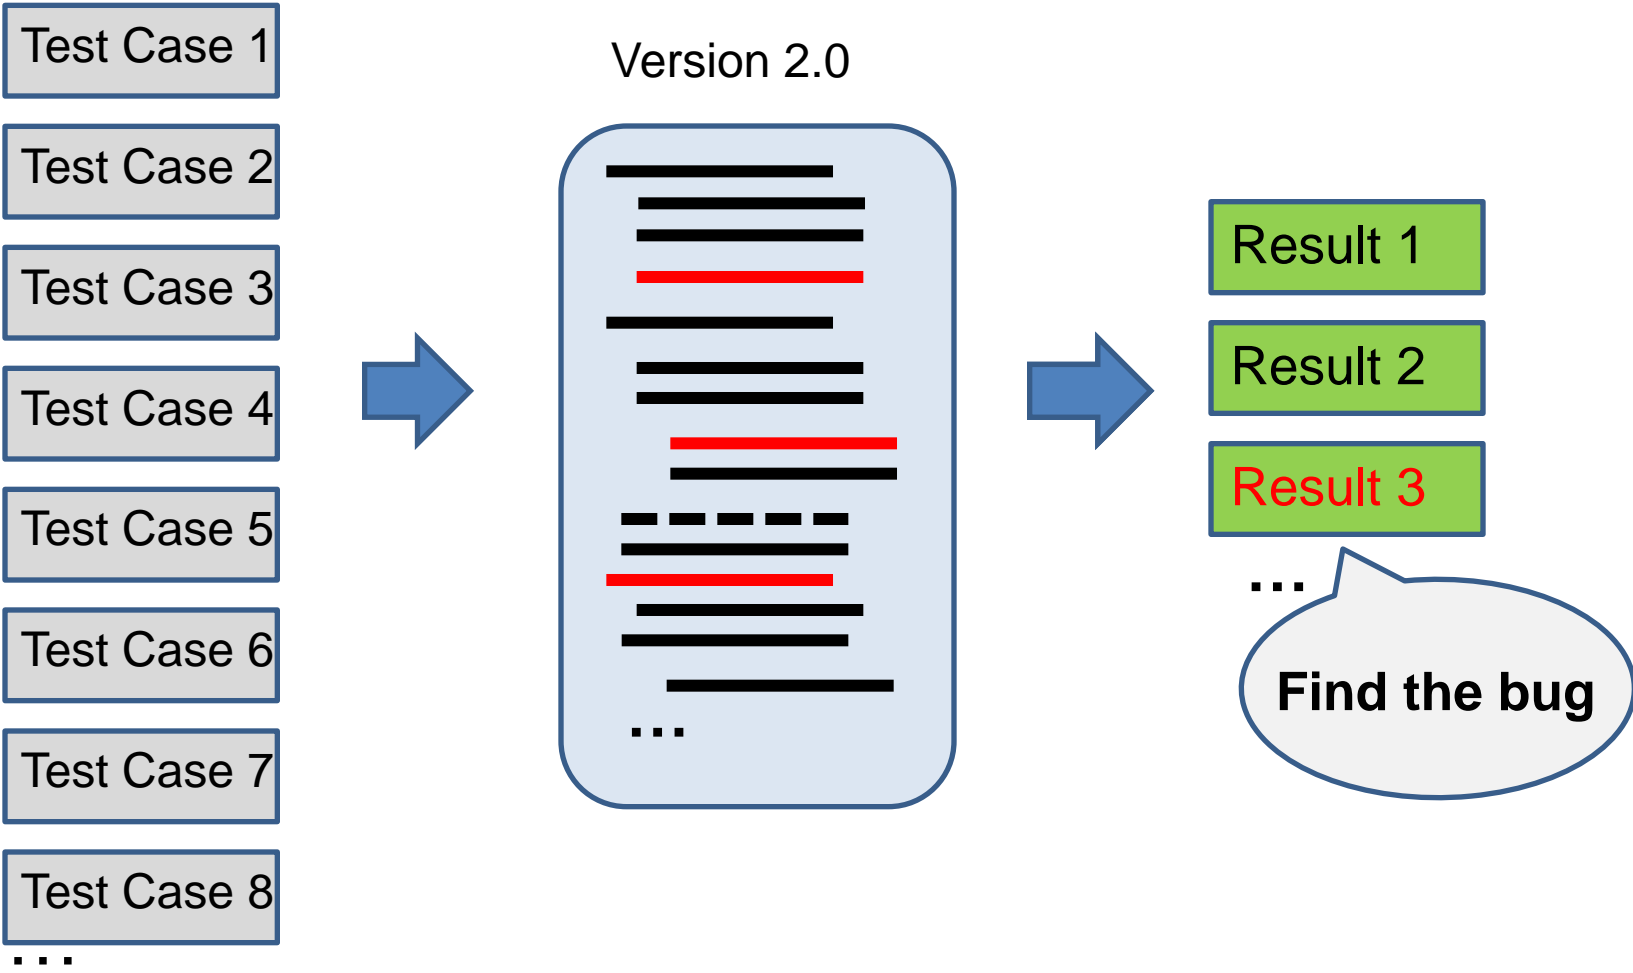 Test Case 1
Test Case 2
Test Case 3
Test Case 4
Test Case 5
Test Case 6
Test Case 7
Test Case 8
...
Version 2.0
...
Result 1
Result 2
Result 3
...
Find the bug